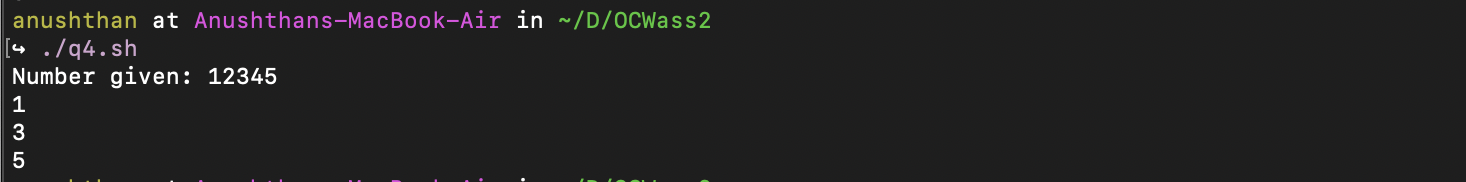 anushthan at Anushthans-MacBook-Air in ~/D/OCWass2
[↪ ./q4.sh
Number given: 12345
1
3
5